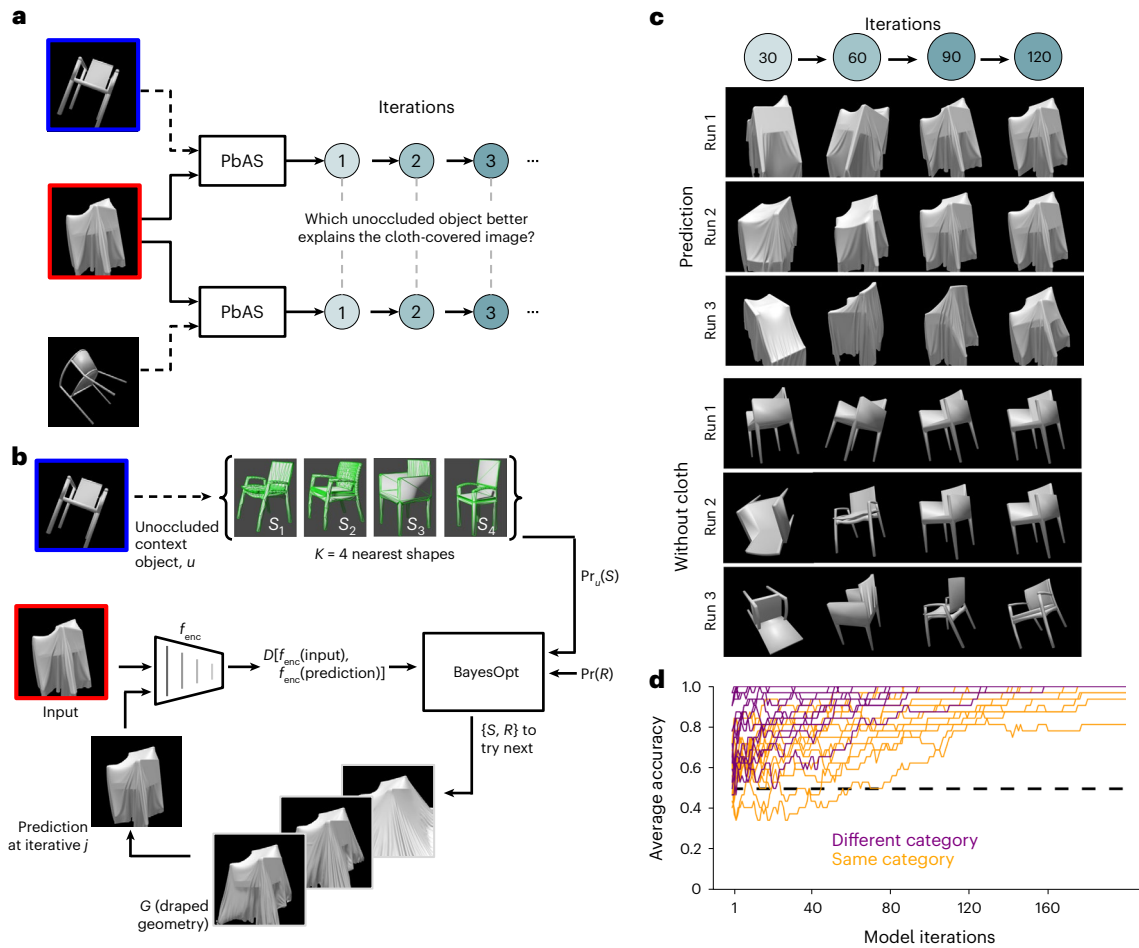 a
Iterations
PbAS
1
2
3
...
Which unoccluded object better
explains the cloth-covered image?
PbAS
1
2
3
...
b
Unoccluded
context
object, u
S1
S2
S3
S4
K = 4 nearest shapes
Pru(S)
fenc
Input
D[fenc(input),
fenc(prediction)]
BayesOpt
Pr(R)
{S, R} to
try next
Prediction
at iterative j
G (draped
geometry)
c
Iterations
30
60
90
120
Prediction
Run 1
Run 2
Run 3
Without cloth
Run 1
Run 2
Run 3
d
Average accuracy
1.0
0.8
0.6
0.4
0.2
0
Different category
Same category
1
40
80
120
160
Model iterations